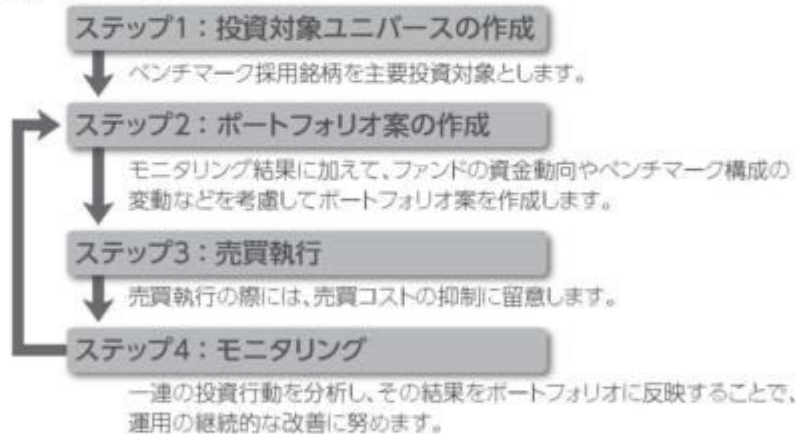 ステップ1：投資対象ユニバースの作成
ベンチマーク採用銘柄を主要投資対象とします。
ステップ2：ポートフォリオ案の作成
モニタリング結果に加えて、ファンドの資金動向やベンチマーク構成の
変動などを考慮してポートフォリオ案を作成します。
ステップ3：売買執行
売買執行の際には、売買コストの抑制に留意します。
ステップ4：モニタリング
一連の投資行動を分析し、その結果をポートフォリオに反映することで、
運用の継続的な改善に努めます。